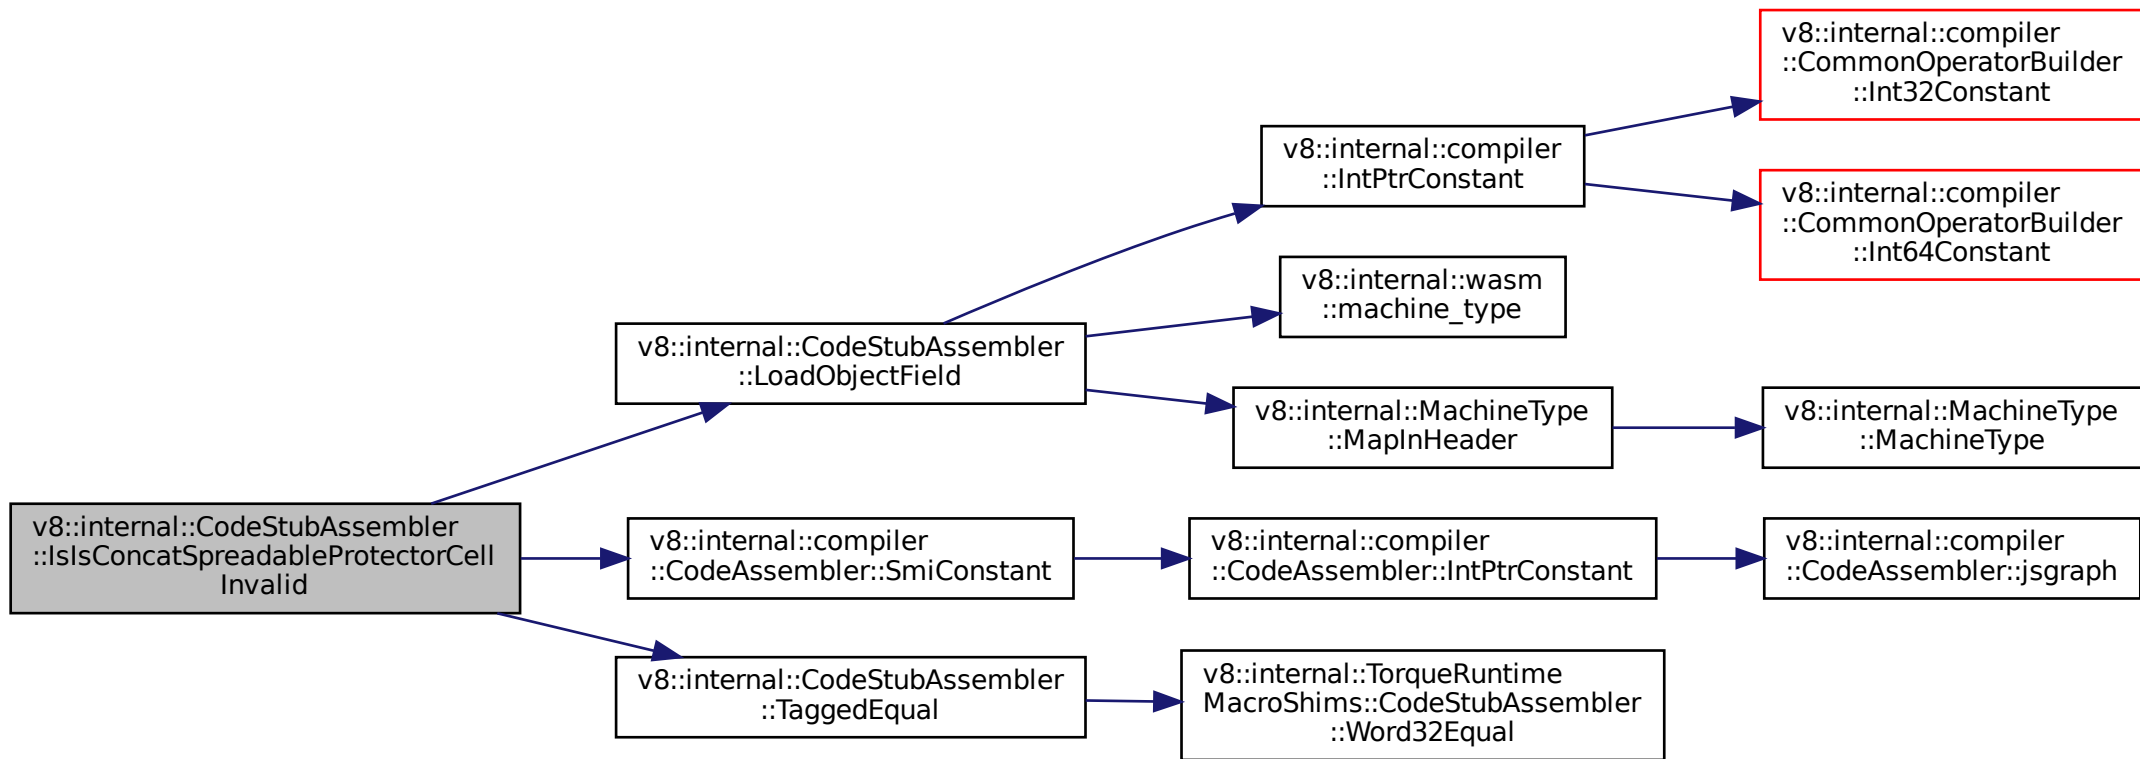 v8::internal::compiler
::CommonOperatorBuilder
::Int32Constant
v8::internal::compiler
::IntPtrConstant
v8::internal::compiler
::CommonOperatorBuilder
::Int64Constant
v8::internal::wasm
::machine_type
v8::internal::CodeStubAssembler
::LoadObjectField
v8::internal::MachineType
::MapInHeader
v8::internal::MachineType
::MachineType
v8::internal::CodeStubAssembler
::IsIsConcatSpreadableProtectorCell
Invalid
v8::internal::compiler
::CodeAssembler::SmiConstant
v8::internal::compiler
::CodeAssembler::IntPtrConstant
v8::internal::compiler
::CodeAssembler::jsgraph
v8::internal::CodeStubAssembler
::TaggedEqual
v8::internal::TorqueRuntime
MacroShims::CodeStubAssembler
::Word32Equal